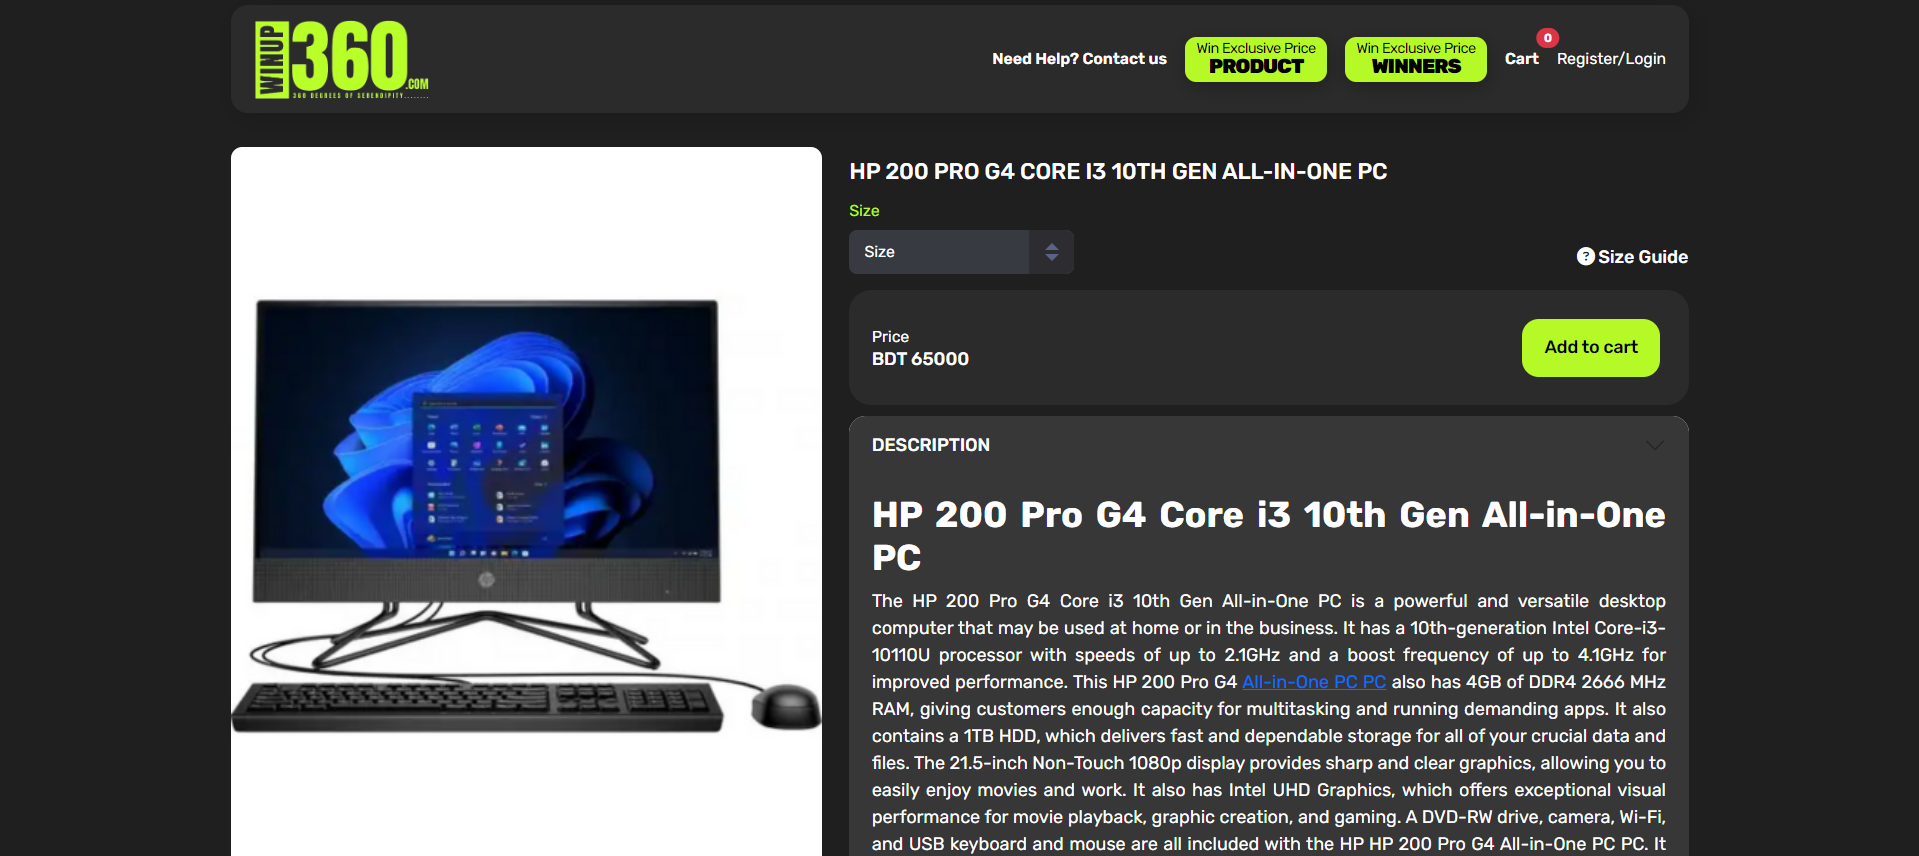 WINUP
360
.COM
360 DEGREES OF SERENDIPITY........
Need Help? Contact us
Win Exclusive Price
PRODUCT
Win Exclusive Price
WINNERS
Cart
0
Register/Login
HP 200 PRO G4 CORE I3 10TH GEN ALL-IN-ONE PC
Size
Size
? Size Guide
Price
BDT 65000
Add to cart
DESCRIPTION
HP 200 Pro G4 Core i3 10th Gen All-in-One
PC
The HP 200 Pro G4 Core i3 10th Gen All-in-One PC is a powerful and versatile desktop
computer that may be used at home or in the business. It has a 10th-generation Intel Core-i3-
10110U processor with speeds of up to 2.1GHz and a boost frequency of up to 4.1GHz for
improved performance. This HP 200 Pro G4 All-in-One PC PC also has 4GB of DDR4 2666 MHz
RAM, giving customers enough capacity for multitasking and running demanding apps. It also
contains a 1TB HDD, which delivers fast and dependable storage for all of your crucial data and
files. The 21.5-inch Non-Touch 1080p display provides sharp and clear graphics, allowing you to
easily enjoy movies and work. It also has Intel UHD Graphics, which offers exceptional visual
performance for movie playback, graphic creation, and gaming. A DVD-RW drive, camera, Wi-Fi,
and USB keyboard and mouse are all included with the HP HP 200 Pro G4 All-in-One PC PC. It